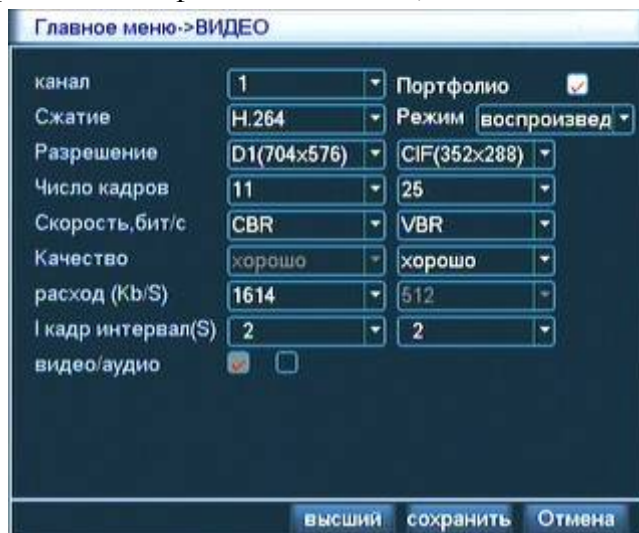 Главное меню->ВИДЕО
канал 1 Портфолио
Сжатие H.264 Режим воспроизвед
Разрешение D1(704x576) CIF(352x288)
Число кадров 11 25
Скорость,бит/с CBR VBR
Качество хорошо хорошо
расход (Kb/S) 1614 512
I кадр интервал(S) 2 2
видео/аудио
высший сохранить Отмена